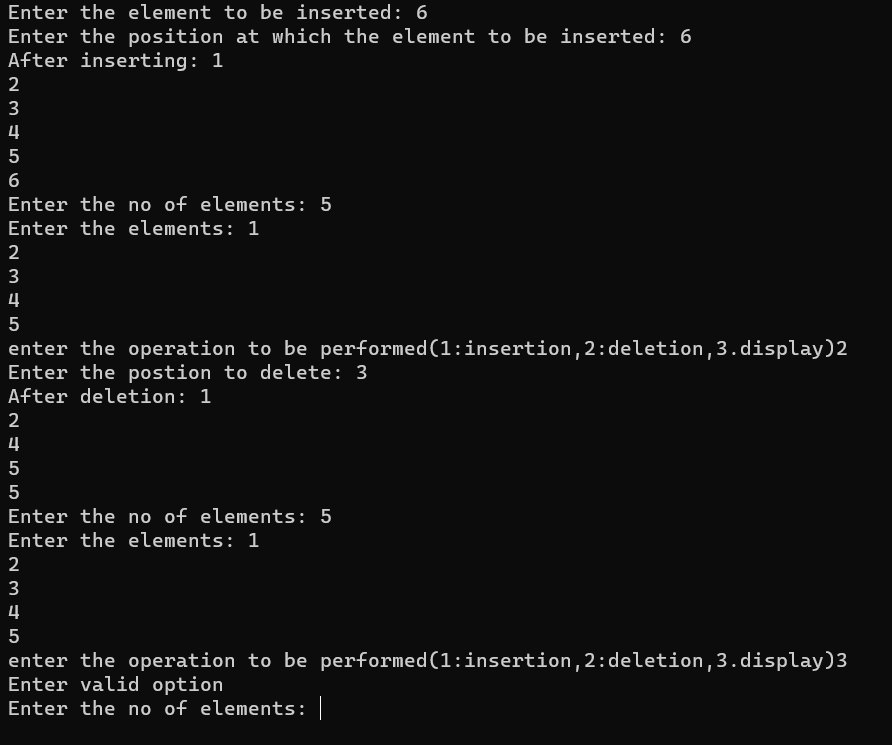 Enter the element to be inserted: 6
Enter the position at which the element to be inserted: 6
After inserting: 1
2
3
4
5
6
Enter the no of elements: 5
Enter the elements: 1
2
3
4
5
enter the operation to be performed(1:insertion,2:deletion,3.display)2
Enter the postion to delete: 3
After deletion: 1
2
4
5
5
Enter the no of elements: 5
Enter the elements: 1
2
3
4
5
enter the operation to be performed(1:insertion,2:deletion,3.display)3
Enter valid option
Enter the no of elements: